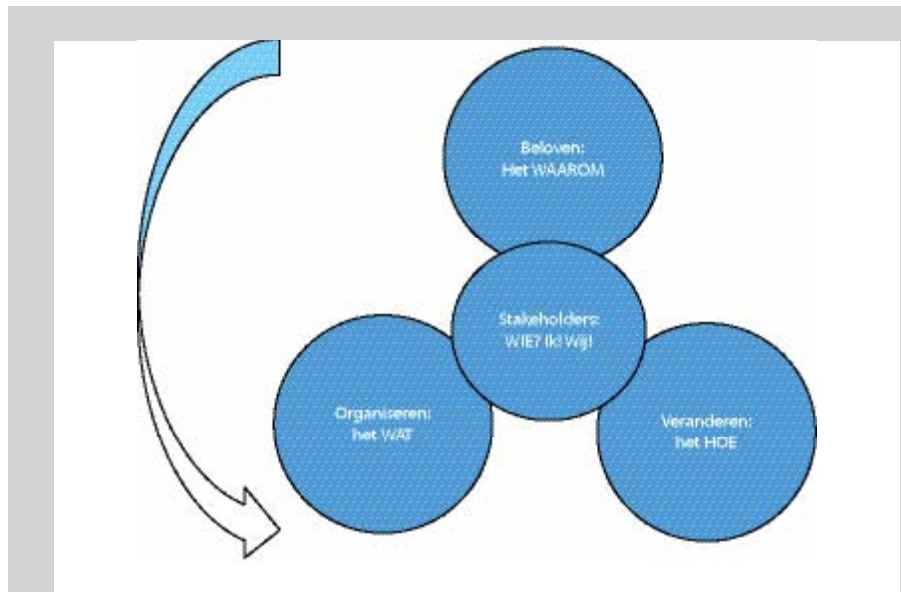 Beloven:
Het WAAROM
Stakeholders:
WIE? Ik! Wij!
Organiseren:
het WAT
Veranderen:
het HOE